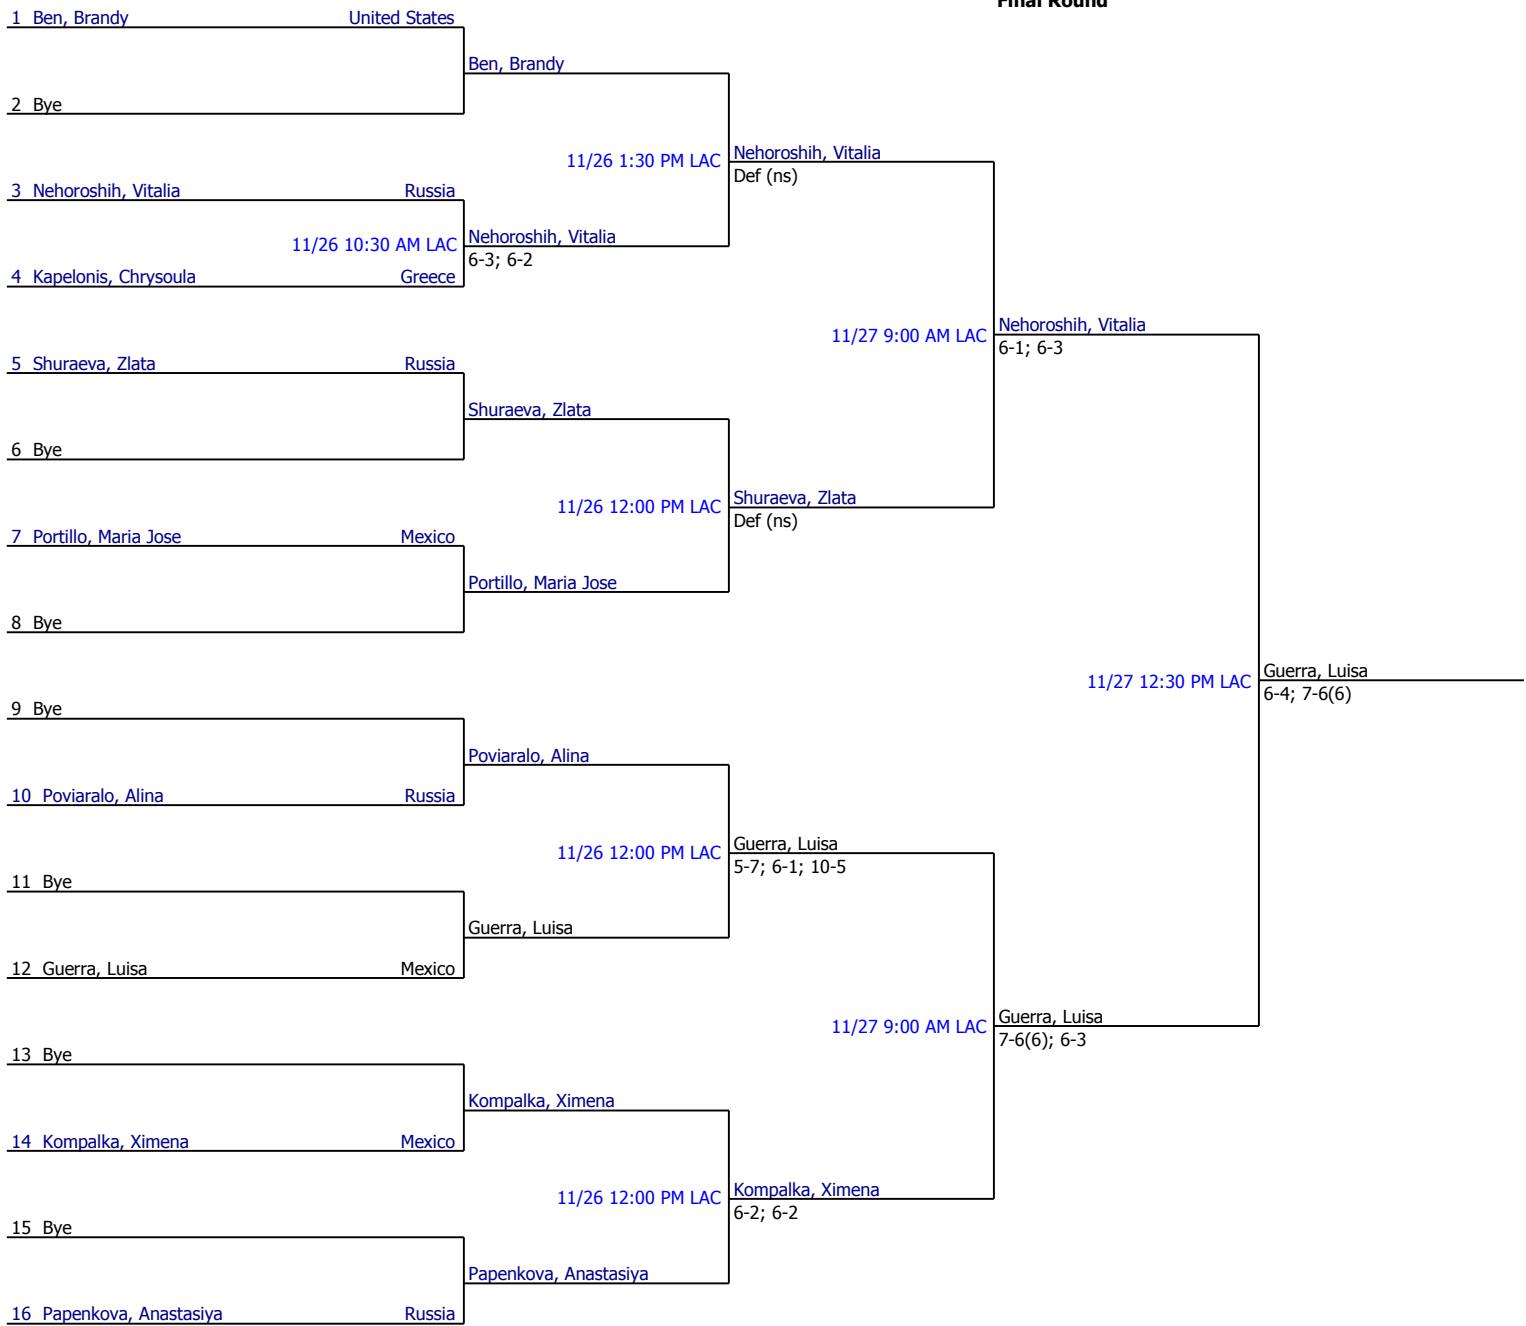 Final Round
1 Ben, Brandy United States
Ben, Brandy
2 Bye
11/26 1:30 PM LAC
Nehoroshih, Vitalia
Def (ns)
3 Nehoroshih, Vitalia Russia
11/26 10:30 AM LAC
Nehoroshih, Vitalia
6-3; 6-2
4 Kapelonis, Chrysoula Greece
11/27 9:00 AM LAC
Nehoroshih, Vitalia
6-1; 6-3
5 Shuraeva, Zlata Russia
Shuraeva, Zlata
6 Bye
11/26 12:00 PM LAC
Shuraeva, Zlata
Def (ns)
7 Portillo, Maria Jose Mexico
Portillo, Maria Jose
8 Bye
11/27 12:30 PM LAC
Guerra, Luisa
6-4; 7-6(6)
9 Bye
Poviaralo, Alina
10 Poviaralo, Alina Russia
11/26 12:00 PM LAC
Guerra, Luisa
5-7; 6-1; 10-5
11 Bye
Guerra, Luisa
12 Guerra, Luisa Mexico
11/27 9:00 AM LAC
Guerra, Luisa
7-6(6); 6-3
13 Bye
Kompalka, Ximena
14 Kompalka, Ximena Mexico
11/26 12:00 PM LAC
Kompalka, Ximena
6-2; 6-2
15 Bye
Papenkova, Anastasiya
16 Papenkova, Anastasiya Russia